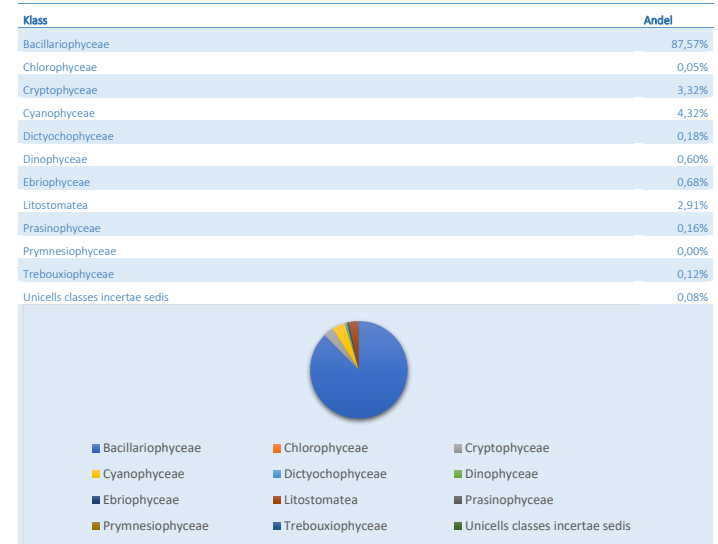 Klass Andel
Bacillariophyceae 87,57%
Chlorophyceae 0,05%
Cryptophyceae 3,32%
Cyanophyceae 4,32%
Dictyochophyceae 0,18%
Dinophyceae 0,60%
Ebriophyceae 0,68%
Litostomatea 2,91%
Prasinophyceae 0,16%
Prymnesiophyceae 0,00%
Trebouxiophyceae 0,12%
Unicells classes incertae sedis 0,08%
Bacillariophyceae Chlorophyceae Cryptophyceae
Cyanophyceae Dictyochophyceae Dinophyceae
Ebriophyceae Litostomatea Prasinophyceae
Prymnesiophyceae Trebouxiophyceae Unicells classes incertae sedis